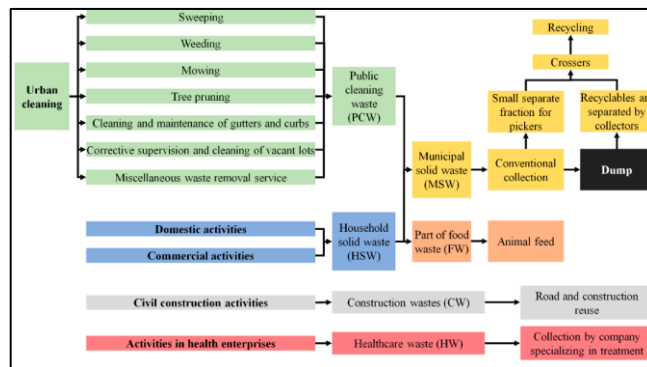 Sweeping
Weeding
Mowing
Tree pruning
Cleaning and maintenance of gutters and curbs
Corrective supervision and cleaning of vacant lots
Miscellaneous waste removal service
Urban
cleaning
Public
cleaning
waste
(PCW)
Recycling
Crossers
Small separate
fraction for
pickers
Recyclables are
separated by
collectors
Municipal
solid waste
(MSW)
Conventional
collection
Dump
Domestic activities
Commercial activities
Household
solid waste
(HSW)
Part of food
waste (FW)
Animal feed
Civil construction activities
Construction wastes (CW)
Road and construction
reuse
Activities in health enterprises
Healthcare waste (HW)
Collection by company
specializing in treatment